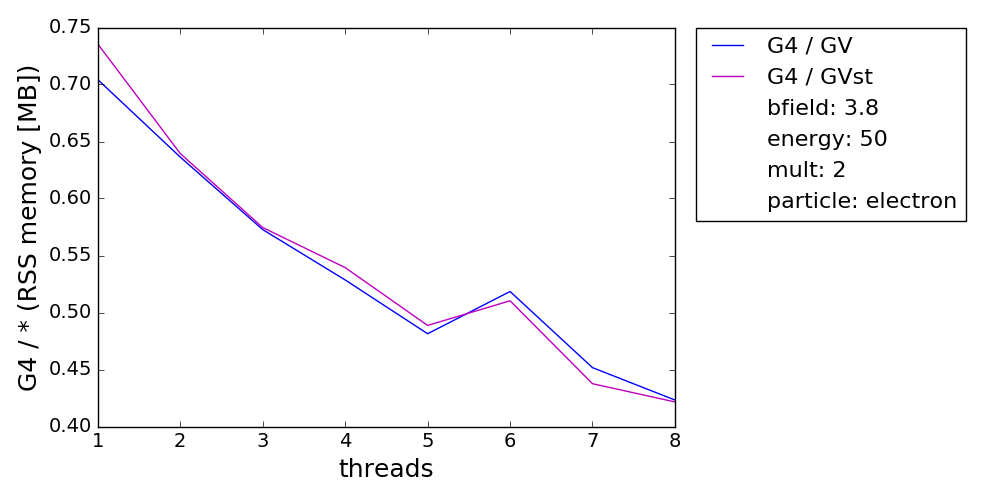 0.75
0.70
0.65
0.60
0.55
0.50
0.45
0.40
G4 / * (RSS memory [MB])
1 2 3 4 5 6 7 8
threads
G4 / GV
G4 / GVst
bfield: 3.8
energy: 50
mult: 2
particle: electron